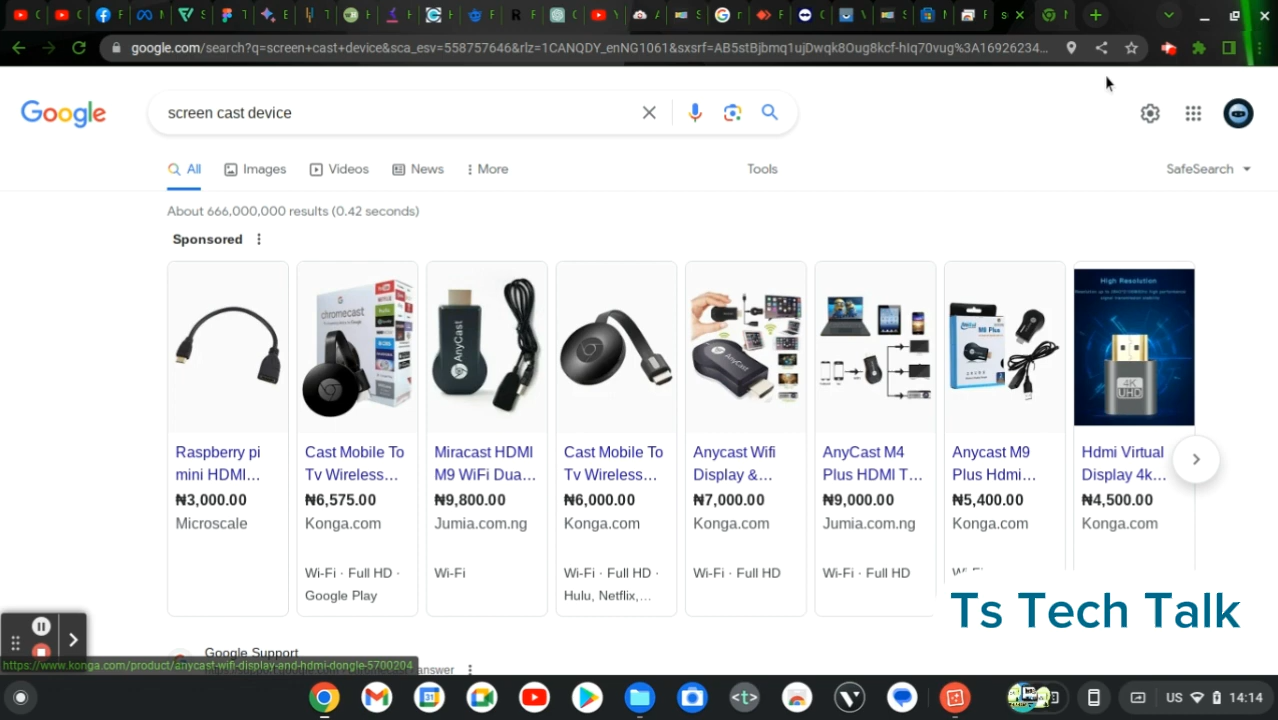 google.com/search?q=screen+cast+device&sca_esv=558757646&rlz=1CANQDY_enNG1061&sxsrf=AB5stBjbmq1ujDwqk8Oug8kcf-hIq70vug%3A16926234...
Google
screen cast device
All
Images
Videos
News
More
Tools
SafeSearch
About 666,000,000 results (0.42 seconds)
Sponsored
chromecast
AnyCast
4K
UHD
High Resolution
Raspberry pi
mini HDMI...
₦3,000.00
Microscale
Cast Mobile To
Tv Wireless...
₦6,575.00
Konga.com
Wi-Fi · Full HD ·
Google Play
Miracast HDMI
M9 WiFi Dua...
₦9,800.00
Jumia.com.ng
Wi-Fi
Cast Mobile To
Tv Wireless...
₦6,000.00
Konga.com
Wi-Fi · Full HD ·
Hulu, Netflix,...
Anycast Wifi
Display &...
₦7,000.00
Konga.com
Wi-Fi · Full HD
AnyCast M4
Plus HDMI T...
₦9,000.00
Jumia.com.ng
Wi-Fi · Full HD
Anycast M9
Plus Hdmi...
₦5,400.00
Konga.com
Hdmi Virtual
Display 4k...
₦4,500.00
Konga.com
Ts Tech Talk
Google Support
https://www.konga.com/product/anycast-wifi-display-and-hdmi-dongle-5700204
answer
US
14:14